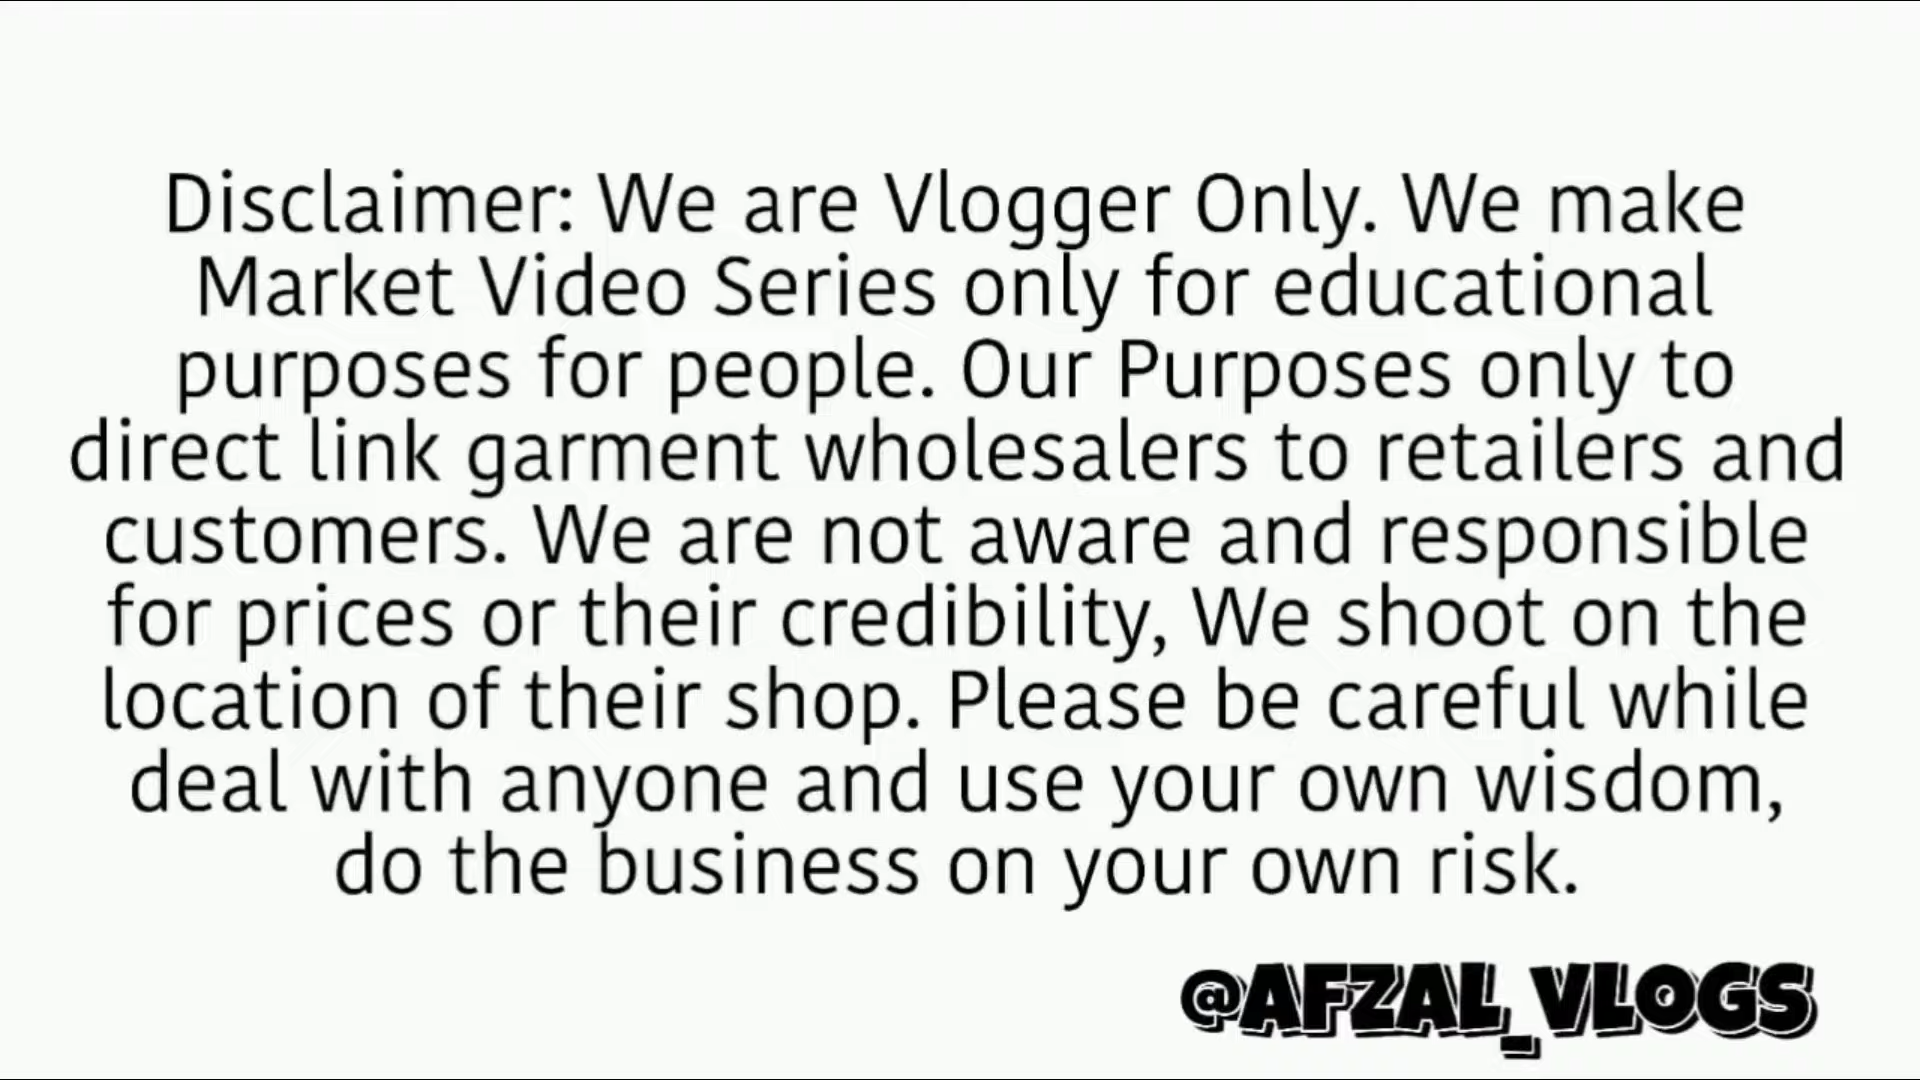 Disclaimer: We are Vlogger Only. We make
Market Video Series only for educational
purposes for people. Our Purposes only to
direct link garment wholesalers to retailers and
customers. We are not aware and responsible
for prices or their credibility, We shoot on the
location of their shop. Please be careful while
deal with anyone and use your own wisdom,
do the business on your own risk.
@AFZAL_VLOGS